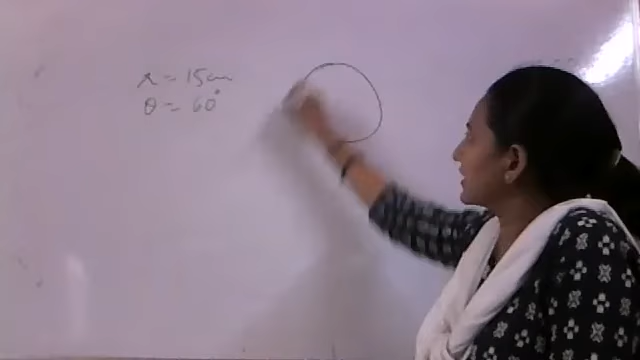 r = 15cm
θ = 60°